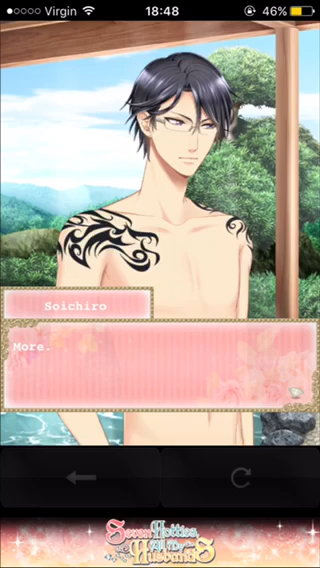 Virgin 18:48 46%
Soichiro
More.
Seven Hotties,
All My
Husbands